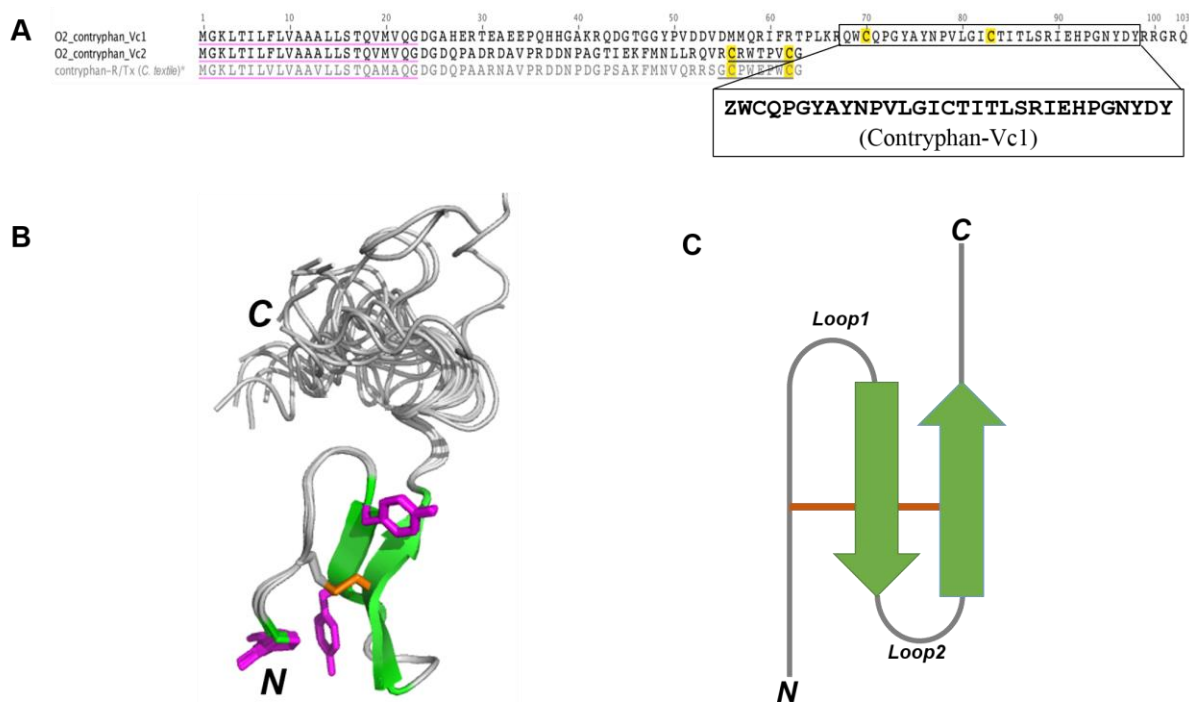 A
1 10 20 30 40 50 60 70 80 90 100 103
O2_contryphan_Vc1 MGKLTILFLVAAALLSTQVMVQGDGAHERTEAEEPQHHGAKRQDGTGGYPVDDVDMMQRIFRTPLKRQWCQPGYAYNPVLGICTITLSRIEHPGNYDYRRGRQ
O2_contryphan_Vc2 MGKLTILFLVAAALLSTQVMVQGDGDQPADRDAVPRDDNPAGTIEKFMNLLRQVRCRWTPVCG
contryphan-R/Tx (C. textile)* MGKLTILVLVAAVLLSTQAMAQGDGDQPAARNAVPRDDNPDGPSAKFMNVQRRSGCPWEPWCG
ZWCQPGYAYNPVLGICTITLSRIEHPGNYDY
(Contryphan-Vc1)
B
C
N
C
C
Loop1
Loop2
N